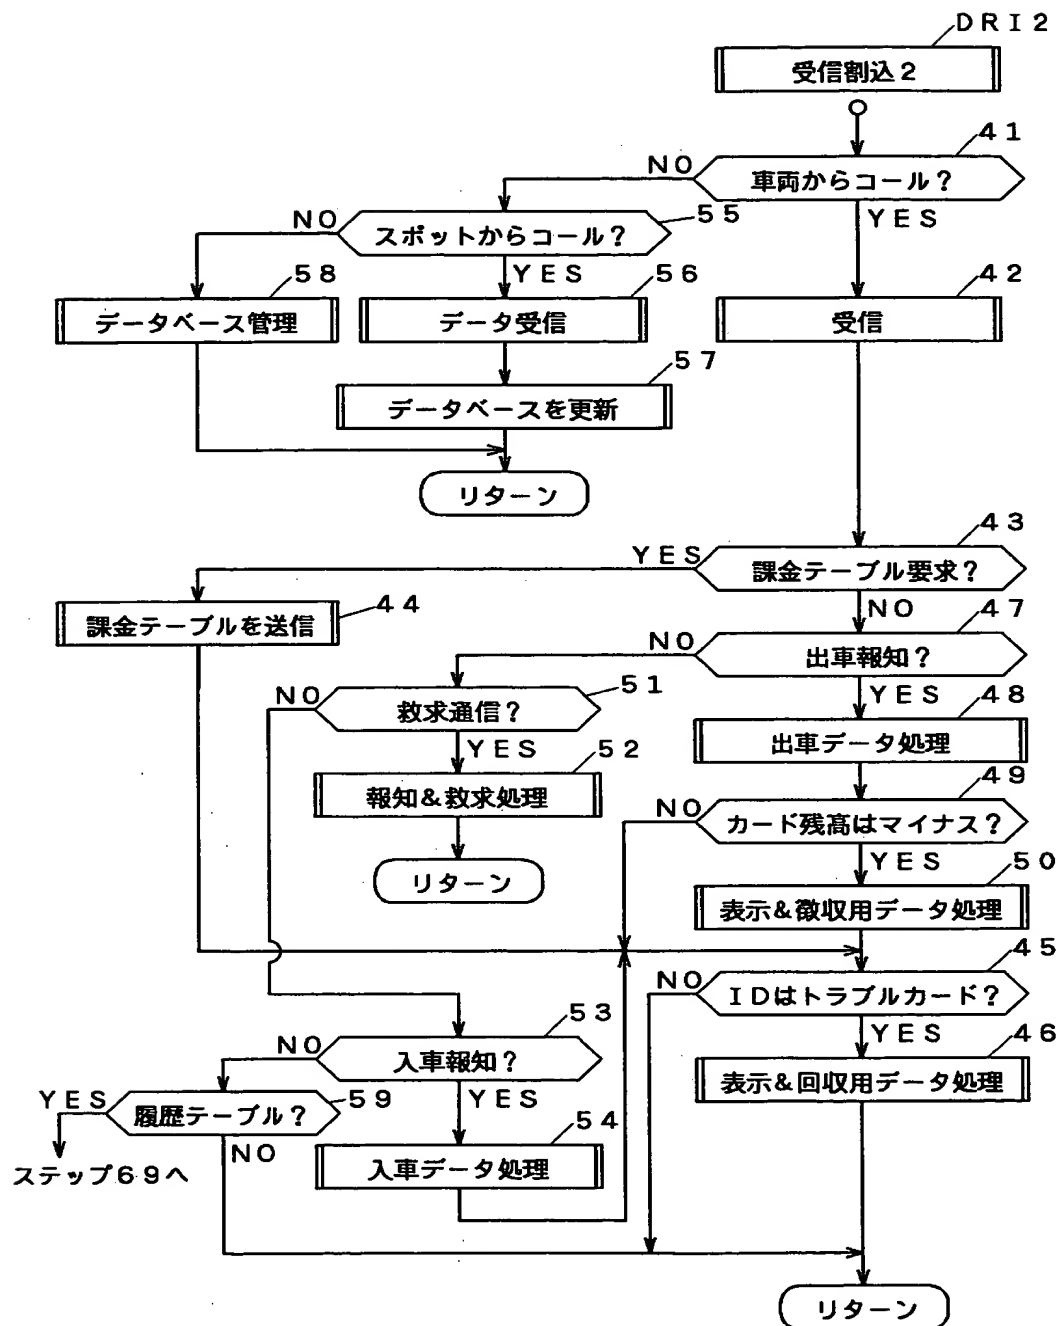 DRI2
受信割込2
41
車両からコール?
NO
YES
55
スポットからコール?
NO
YES
58
データベース管理
56
データ受信
42
受信
57
データベースを更新
リターン
43
課金テーブル要求?
YES
NO
44
課金テーブルを送信
47
出車報知?
NO
YES
51
救求通信?
NO
YES
48
出車データ処理
52
報知&救求処理
49
カード残高はマイナス?
NO
YES
リターン
50
表示&徴収用データ処理
45
IDはトラブルカード?
NO
YES
53
入車報知?
NO
YES
46
表示&回収用データ処理
59
履歴テーブル?
YES
NO
54
入車データ処理
ステップ69へ
リターン